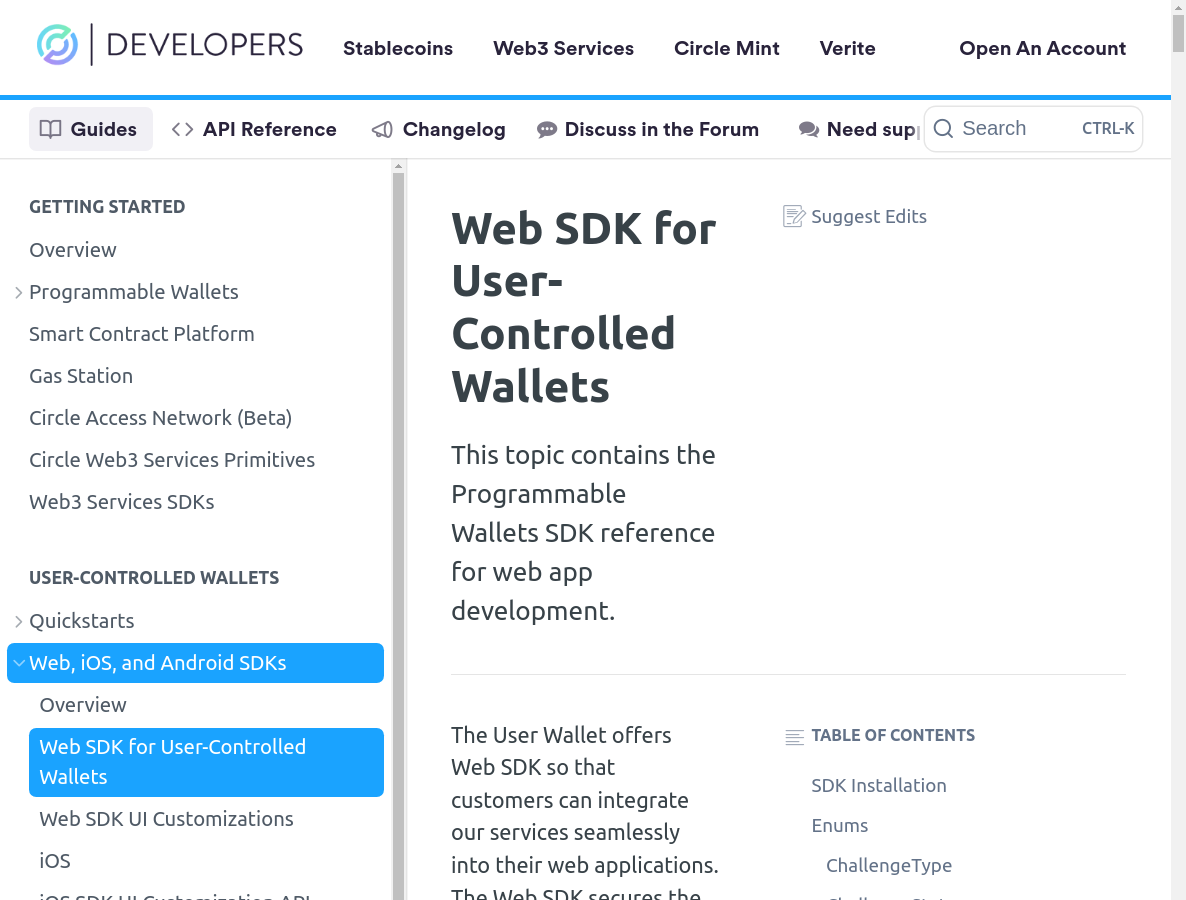 DEVELOPERS
Stablecoins
Web3 Services
Circle Mint
Verite
Open An Account
Guides
API Reference
Changelog
Discuss in the Forum
Need sup
Search
CTRL-K
GETTING STARTED
Overview
Programmable Wallets
Smart Contract Platform
Gas Station
Circle Access Network (Beta)
Circle Web3 Services Primitives
Web3 Services SDKs
USER-CONTROLLED WALLETS
Quickstarts
Web, iOS, and Android SDKs
Overview
Web SDK for User-Controlled
Wallets
Web SDK UI Customizations
iOS
iOS SDK UI Customization API
Web SDK for
User-
Controlled
Wallets
Suggest Edits
This topic contains the
Programmable
Wallets SDK reference
for web app
development.
The User Wallet offers
Web SDK so that
customers can integrate
our services seamlessly
into their web applications.
The Web SDK secures the
TABLE OF CONTENTS
SDK Installation
Enums
ChallengeType